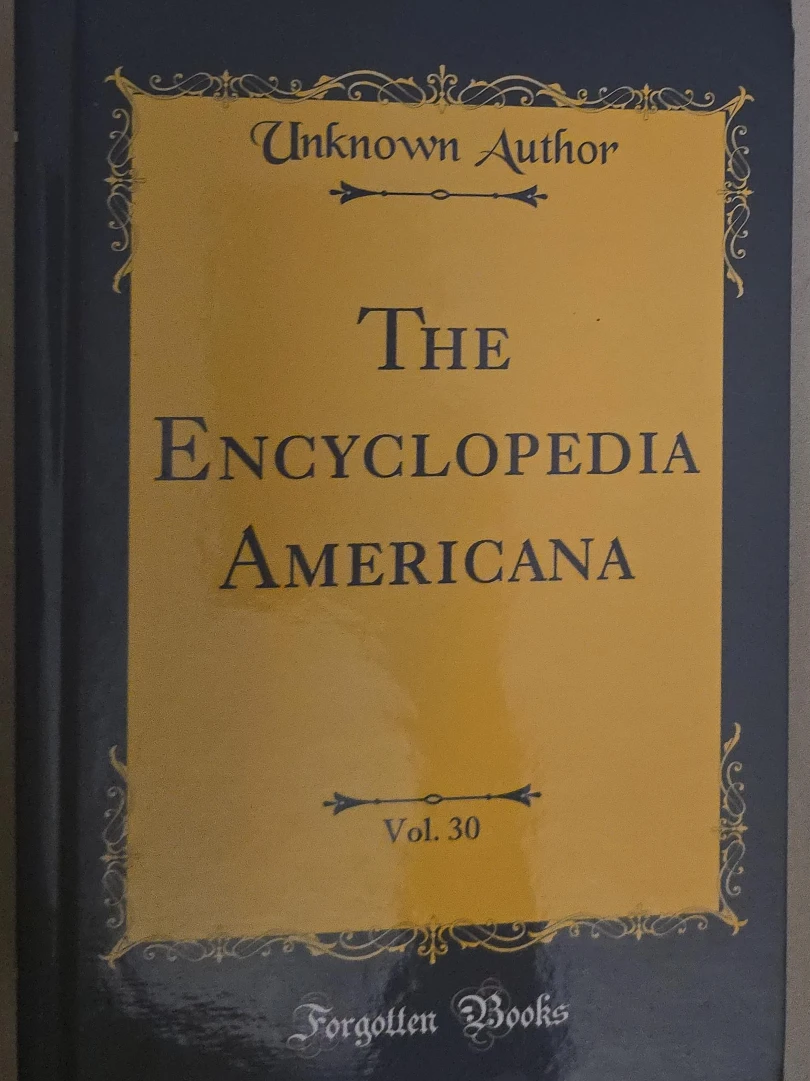 Unknown Author
THE
ENCYCLOPEDIA
AMERICANA
Vol. 30
Forgotten Books